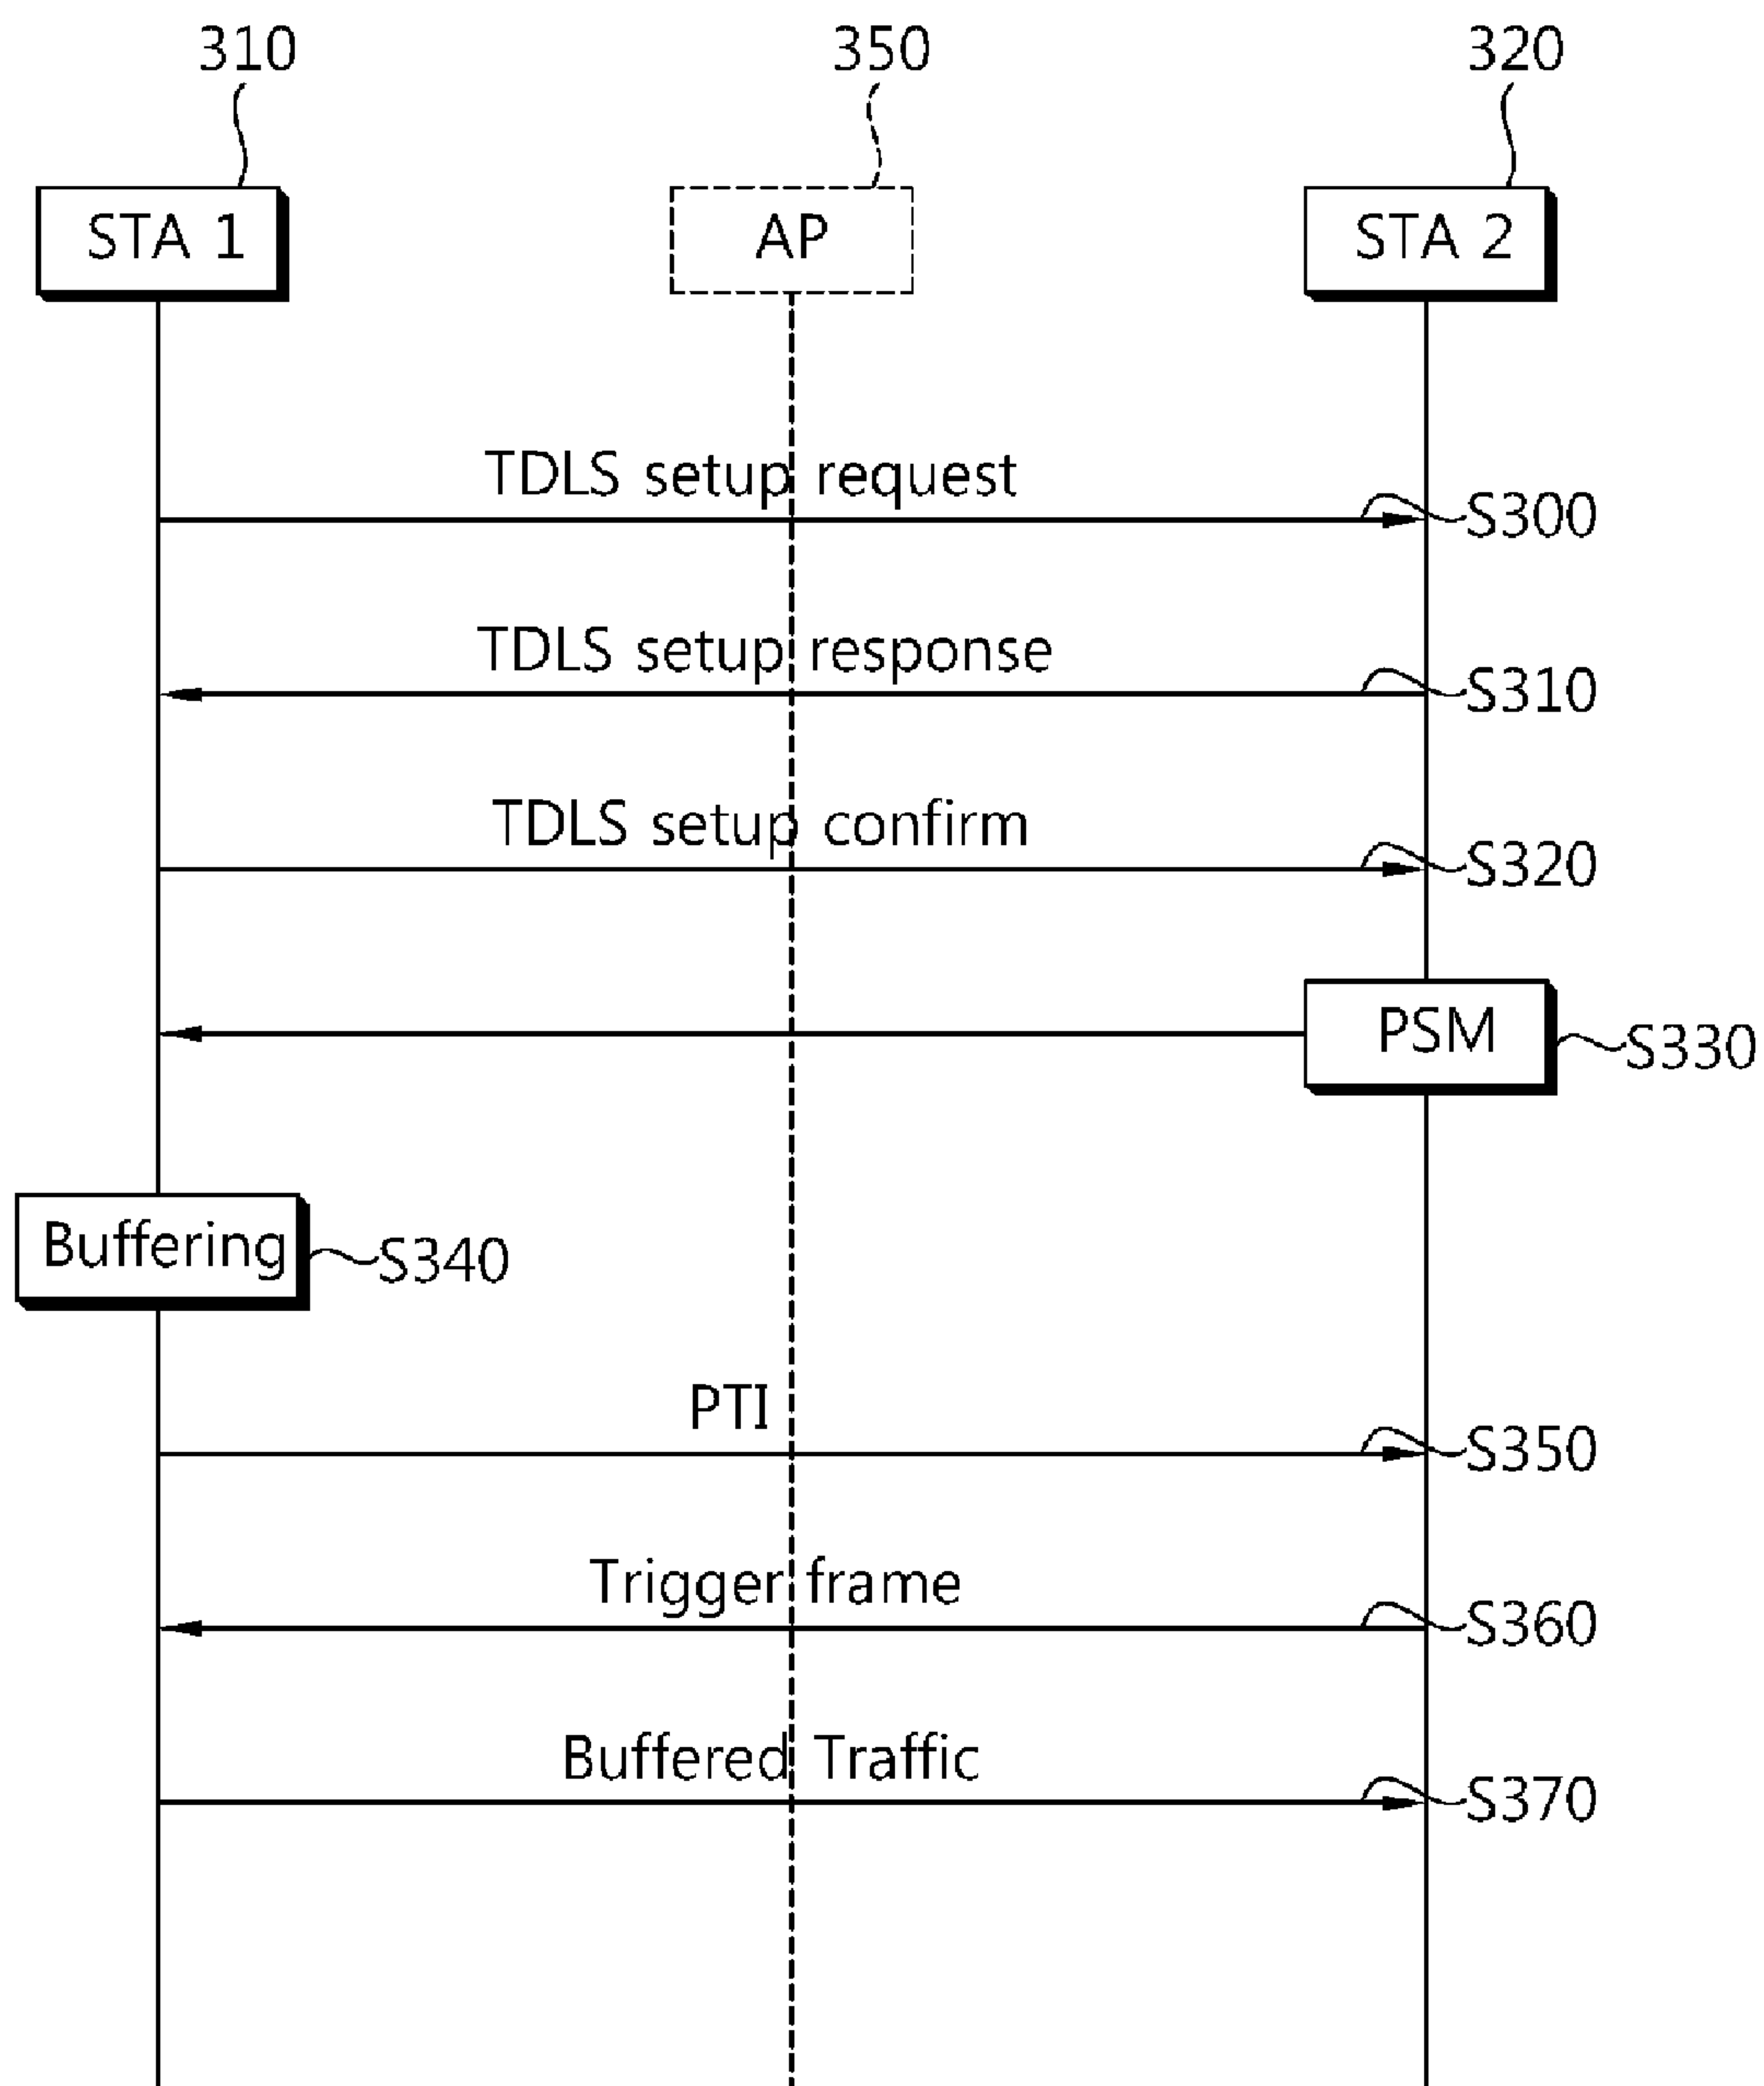 310 350 320
STA 1 AP STA 2
TDLS setup request
S300
TDLS setup response
S310
TDLS setup confirm
S320
PSM
S330
Buffering
S340
PTI
S350
Trigger frame
S360
Buffered Traffic
S370